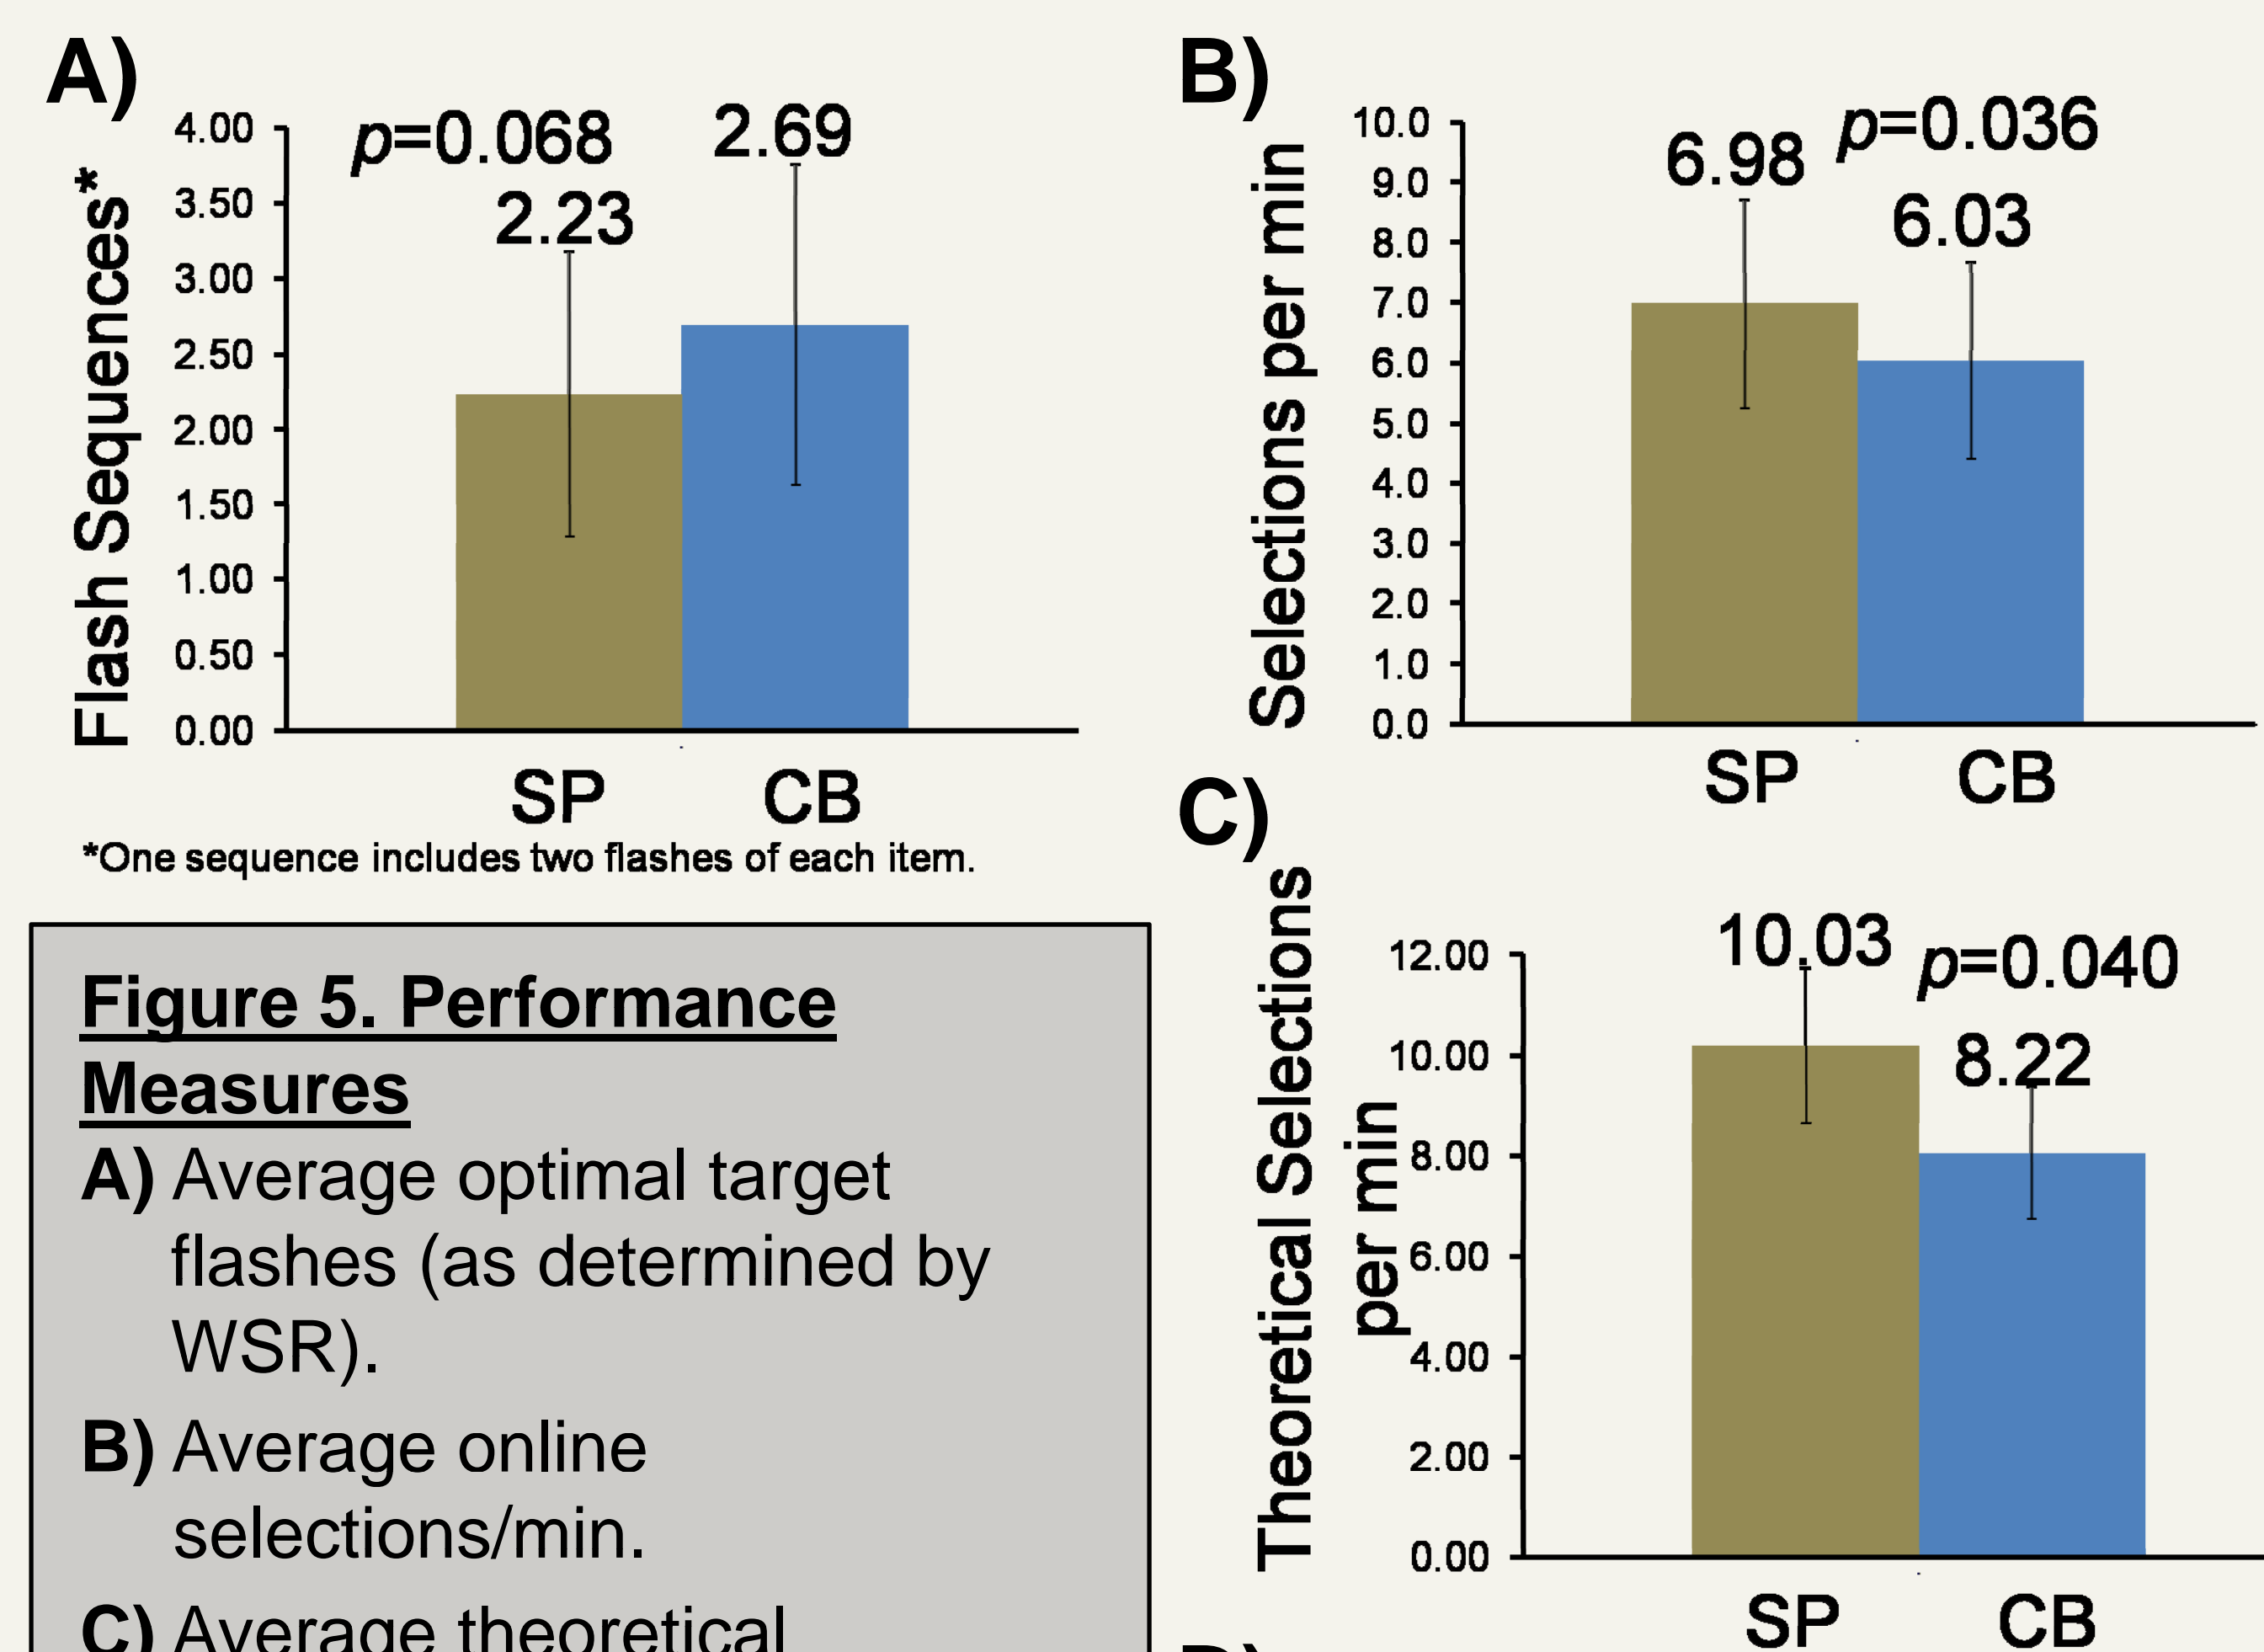 A)
Flash Sequences*
4.00
3.50
3.00
2.50
2.00
1.50
1.00
0.50
0.00
p=0.068
2.23
2.69
SP CB
*One sequence includes two flashes of each item.
B)
Selections per min
10.0
9.0
8.0
7.0
6.0
5.0
4.0
3.0
2.0
1.0
0.0
6.98
p=0.036
6.03
SP CB
C)
Theoretical Selections
per min
12.00
10.00
8.00
6.00
4.00
2.00
0.00
10.03
p=0.040
8.22
SP CB
Figure 5. Performance
Measures
A) Average optimal target
flashes (as determined by
WSR).
B) Average online
selections/min.
C) Average theoretical